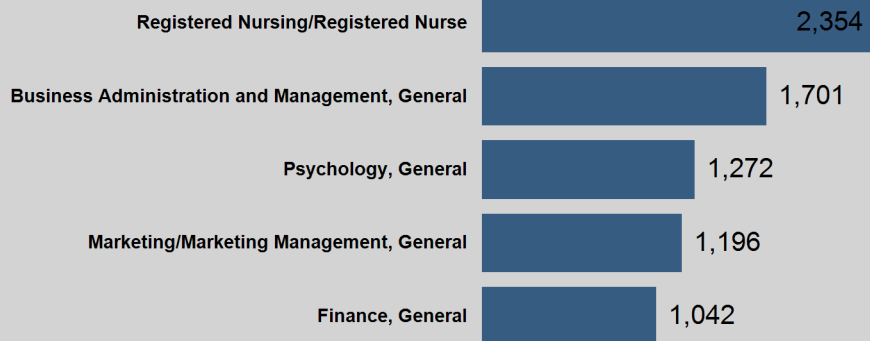 Registered Nursing/Registered Nurse 2,354
Business Administration and Management, General 1,701
Psychology, General 1,272
Marketing/Marketing Management, General 1,196
Finance, General 1,042